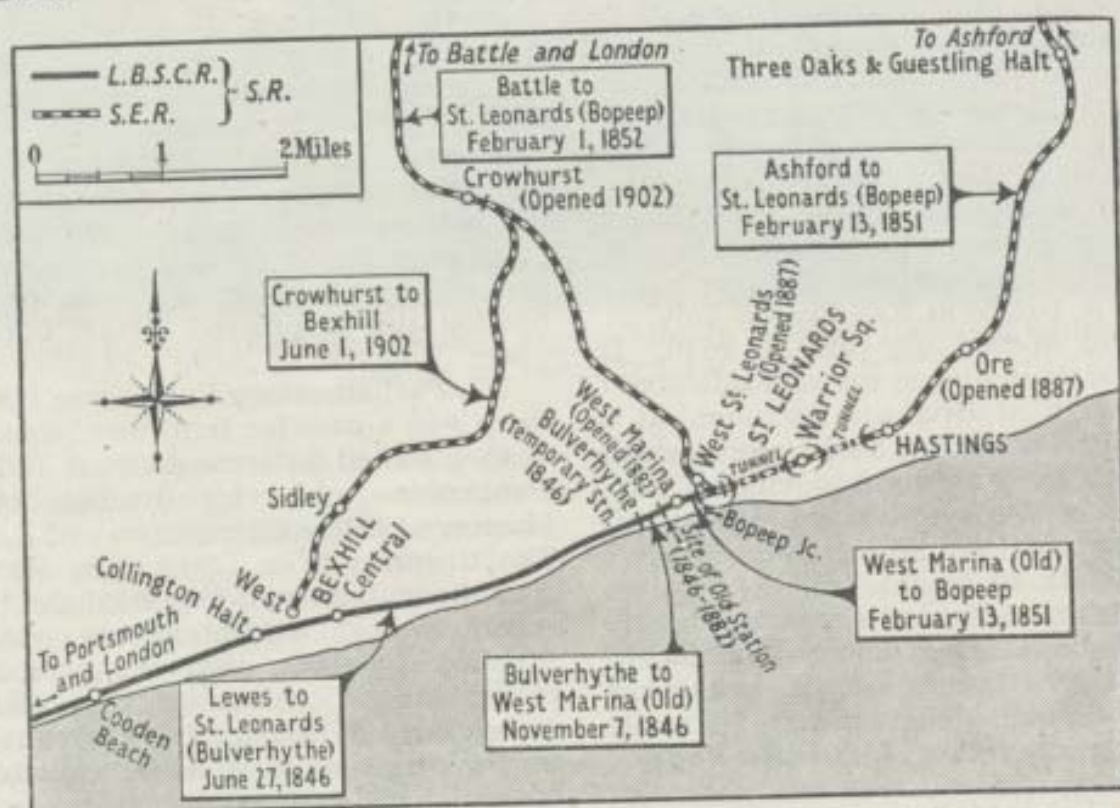 L.B.S.C.R.
S.E.R.
S.R.
0 1 2 Miles
To Battle and London
Battle to
St. Leonards (Bopeep)
February 1, 1852
To Ashford
Three Oaks & Guestling Halt
Crowhurst
(Opened 1902)
Ashford to
St. Leonards (Bopeep)
February 13, 1851
Crowhurst to
Bexhill
June 1, 1902
West St Leonards
(Opened 1887)
ST LEONARDS
Warrior Sq.
TUNNEL
TUNNEL
Ore
(Opened 1887)
HASTINGS
West Marina
(Opened 1882)
Bulverhythe
(Temporary Stn.
1846)
Sidley
Bopeep Jc.
Site of Old Station
(1846-1882)
West Marina (Old)
to Bopeep
February 13, 1851
Collington Halt
West
BEXHILL
Central
To Portsmouth
and London
Cooden
Beach
Lewes to
St. Leonards
(Bulverhythe)
June 27, 1846
Bulverhythe to
West Marina (Old)
November 7, 1846